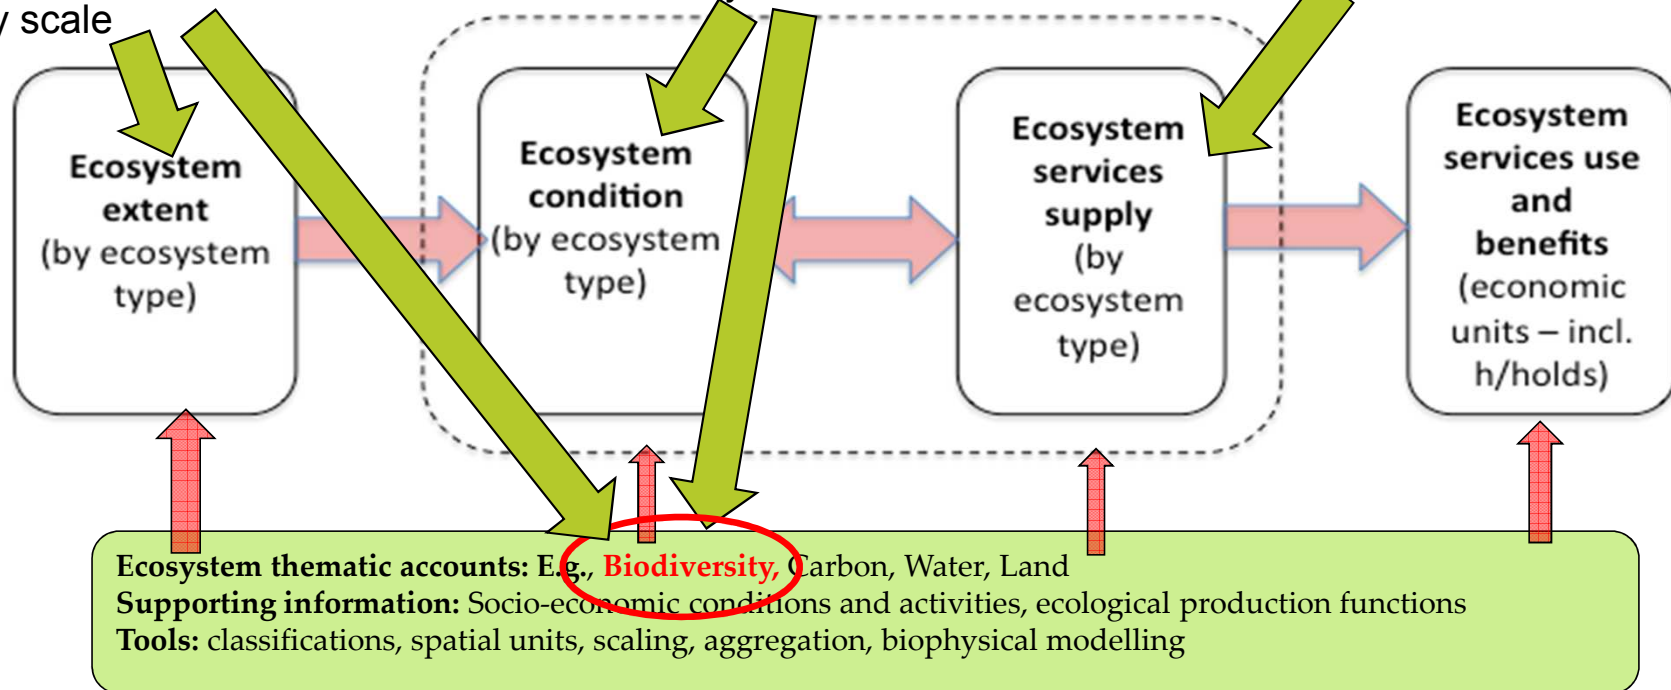 y scale
Ecosystem
extent
(by ecosystem
type)
Ecosystem
condition
(by ecosystem
type)
Ecosystem
services
supply
(by
ecosystem
type)
Ecosystem
services use
and
benefits
(economic
units – incl.
h/holds)
Ecosystem thematic accounts: E.g., Biodiversity, Carbon, Water, Land
Supporting information: Socio-economic conditions and activities, ecological production functions
Tools: classifications, spatial units, scaling, aggregation, biophysical modelling